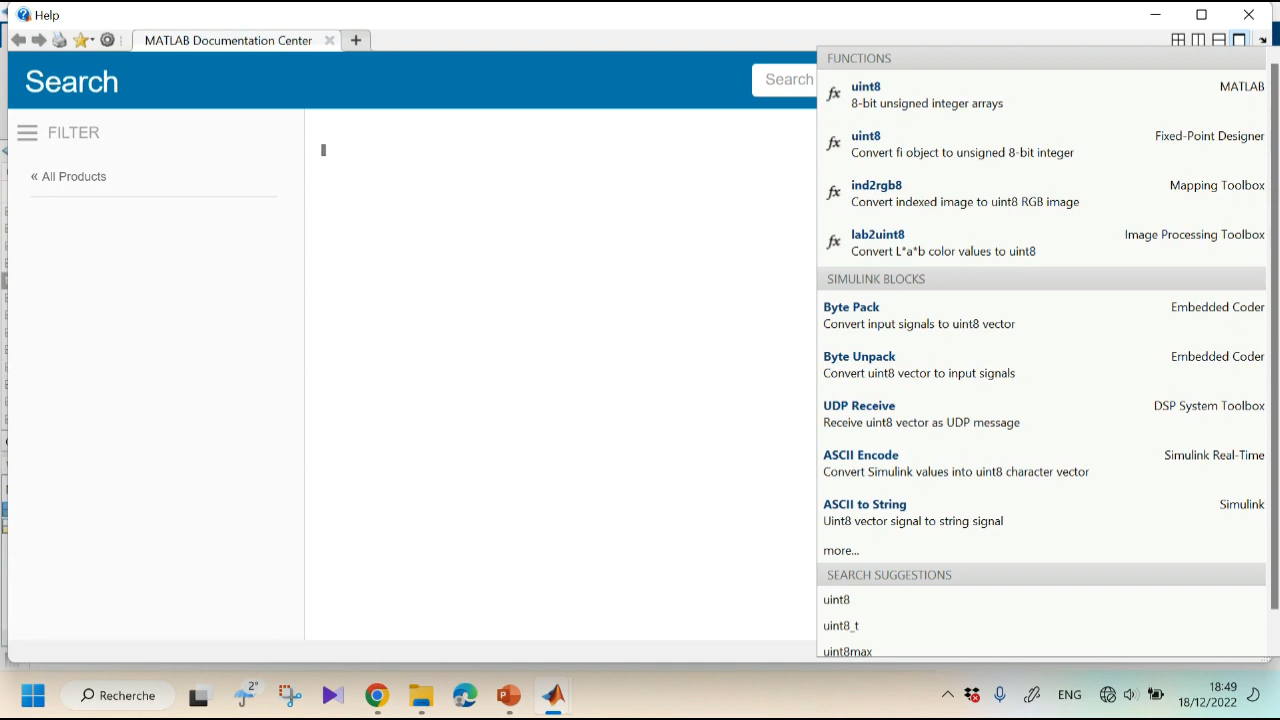 Help
MATLAB Documentation Center
Search
Search
FILTER
« All Products
FUNCTIONS
fx uint8 MATLAB
8-bit unsigned integer arrays
fx uint8 Fixed-Point Designer
Convert fi object to unsigned 8-bit integer
fx ind2rgb8 Mapping Toolbox
Convert indexed image to uint8 RGB image
fx lab2uint8 Image Processing Toolbox
Convert L*a*b color values to uint8
SIMULINK BLOCKS
Byte Pack Embedded Coder
Convert input signals to uint8 vector
Byte Unpack Embedded Coder
Convert uint8 vector to input signals
UDP Receive DSP System Toolbox
Receive uint8 vector as UDP message
ASCII Encode Simulink Real-Time
Convert Simulink values into uint8 character vector
ASCII to String Simulink
Uint8 vector signal to string signal
more...
SEARCH SUGGESTIONS
uint8
uint8_t
uint8max
Recherche
2°
ENG
18:49
18/12/2022